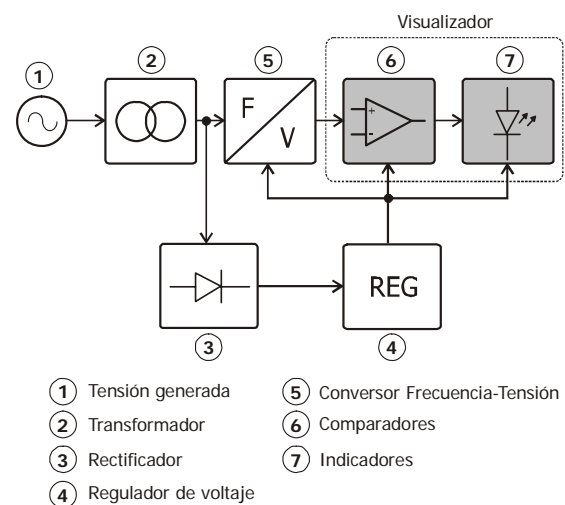 Visualizador
1
2
5
6
7
F
V
+
-
REG
3
4
1 Tensión generada
2 Transformador
3 Rectificador
4 Regulador de voltaje
5 Conversor Frecuencia-Tensión
6 Comparadores
7 Indicadores